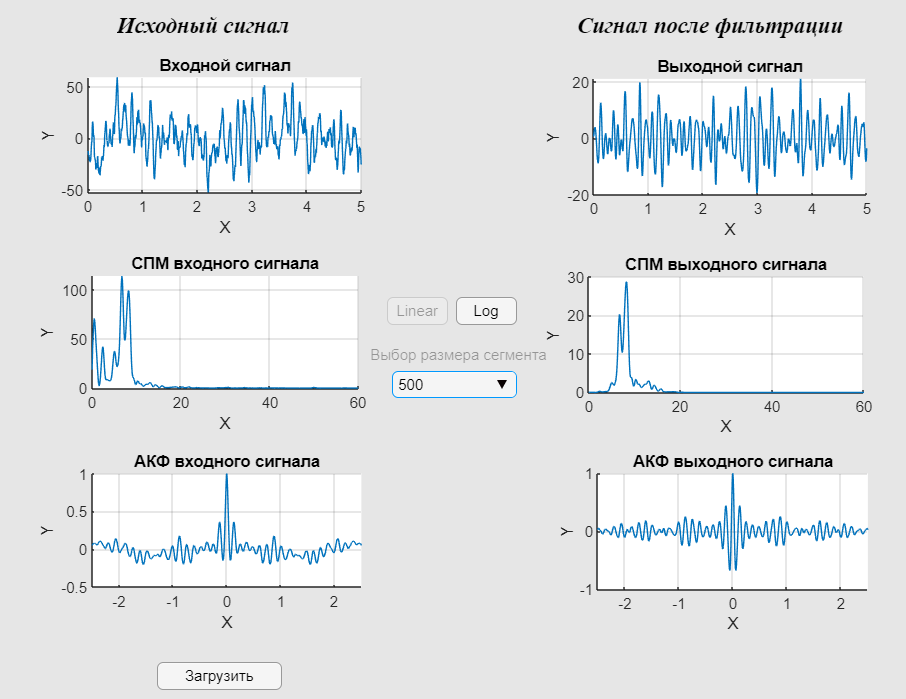 Исходный сигнал
Сигнал после фильтрации
Входной сигнал
50
0
-50
Y
0 1 2 3 4 5
X
Выходной сигнал
20
0
-20
Y
0 1 2 3 4 5
X
СПМ входного сигнала
100
50
0
Y
0 20 40 60
X
Linear
Log
Выбор размера сегмента
500
СПМ выходного сигнала
30
20
10
0
Y
0 20 40 60
X
АКФ входного сигнала
1
0.5
0
-0.5
Y
-2 -1 0 1 2
X
АКФ выходного сигнала
1
0
-1
Y
-2 -1 0 1 2
X
Загрузить